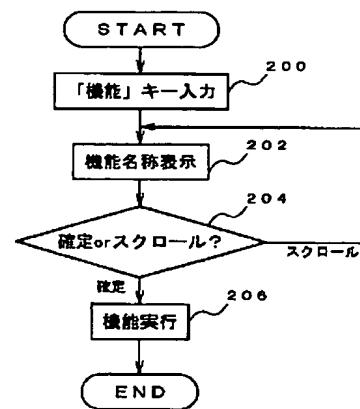 START
200
「機能」キー入力
202
機能名称表示
204
確定orスクロール？
スクロール
確定
206
機能実行
END